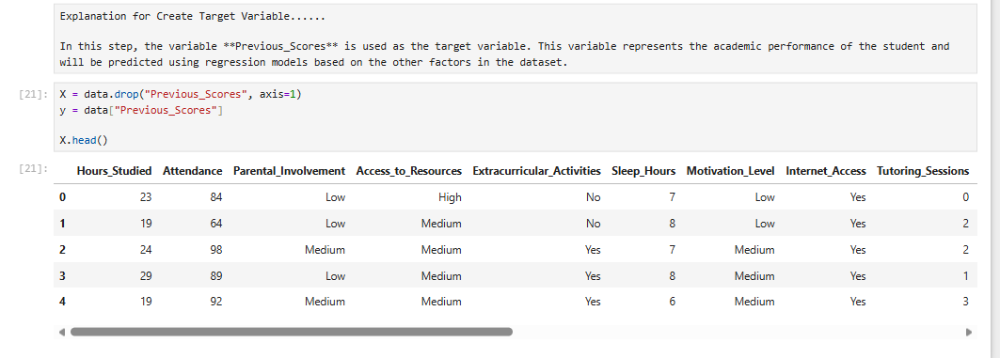 Explanation for Create Target Variable......
In this step, the variable **Previous_Scores** is used as the target variable. This variable represents the academic performance of the student and
will be predicted using regression models based on the other factors in the dataset.
[21]: X = data.drop("Previous_Scores", axis=1)
y = data["Previous_Scores"]
X.head()
[21]: Hours_Studied Attendance Parental_Involvement Access_to_Resources Extracurricular_Activities Sleep_Hours Motivation_Level Internet_Access Tutoring_Sessions
0 23 84 Low High No 7 Low Yes 0
1 19 64 Low Medium No 8 Low Yes 2
2 24 98 Medium Medium Yes 7 Medium Yes 2
3 29 89 Low Medium Yes 8 Medium Yes 1
4 19 92 Medium Medium Yes 6 Medium Yes 3